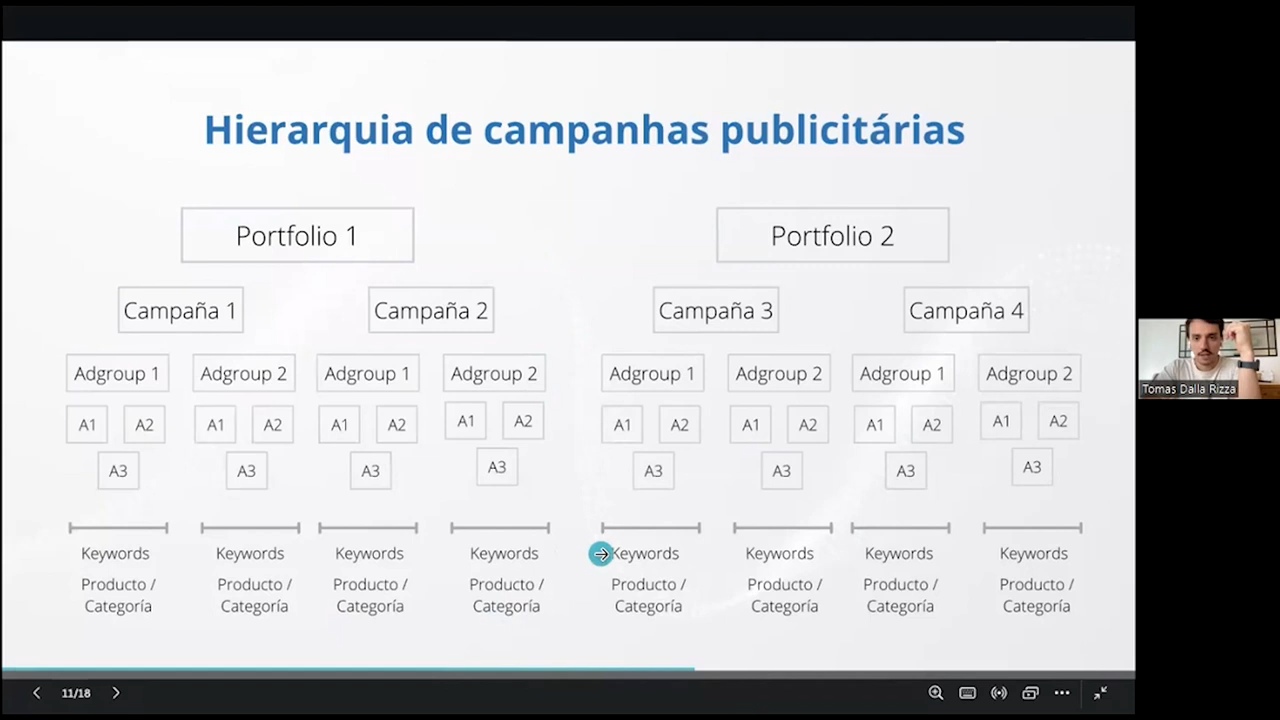 Hierarquia de campanhas publicitárias
Portfolio 1
Portfolio 2
Campaña 1
Campaña 2
Campaña 3
Campaña 4
Adgroup 1
Adgroup 2
Adgroup 1
Adgroup 2
Adgroup 1
Adgroup 2
Adgroup 1
Adgroup 2
A1 A2
A1 A2
A1 A2
A1 A2
A1 A2
A1 A2
A1 A2
A1 A2
A3
A3
A3
A3
A3
A3
A3
A3
Keywords
Keywords
Keywords
Keywords
Keywords
Keywords
Keywords
Keywords
Producto /
Categoría
Producto /
Categoría
Producto /
Categoría
Producto /
Categoría
Producto /
Categoría
Producto /
Categoría
Producto /
Categoría
Producto /
Categoría
Tomas Dalla Rizza
11/18